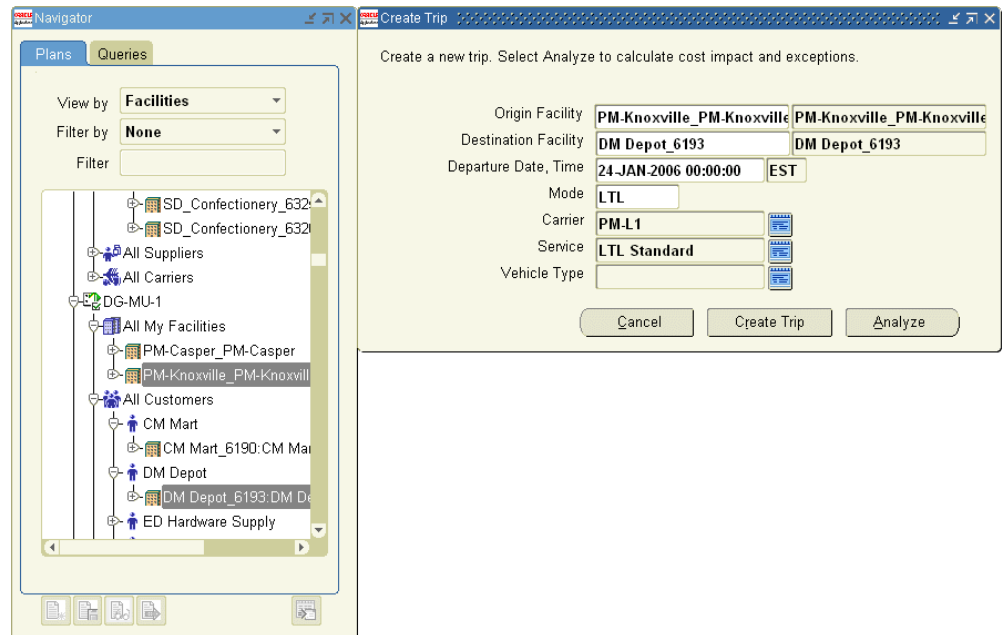 Navigator
Plans
Queries
View by Facilities
Filter by None
Filter
SD_Confectionery_632
SD_Confectionery_632
All Suppliers
All Carriers
DG-MU-1
All My Facilities
PM-Casper_PM-Casper
PM-Knoxville_PM-Knoxvill
All Customers
CM Mart
CM Mart_6190:CM Mar
DM Depot
DM Depot_6193:DM De
ED Hardware Supply
Create Trip
Create a new trip. Select Analyze to calculate cost impact and exceptions.
Origin Facility PM-Knoxville_PM-Knoxville PM-Knoxville_PM-Knoxville
Destination Facility DM Depot_6193 DM Depot_6193
Departure Date, Time 24-JAN-2006 00:00:00 EST
Mode LTL
Carrier PM-L1
Service LTL Standard
Vehicle Type
Cancel Create Trip Analyze